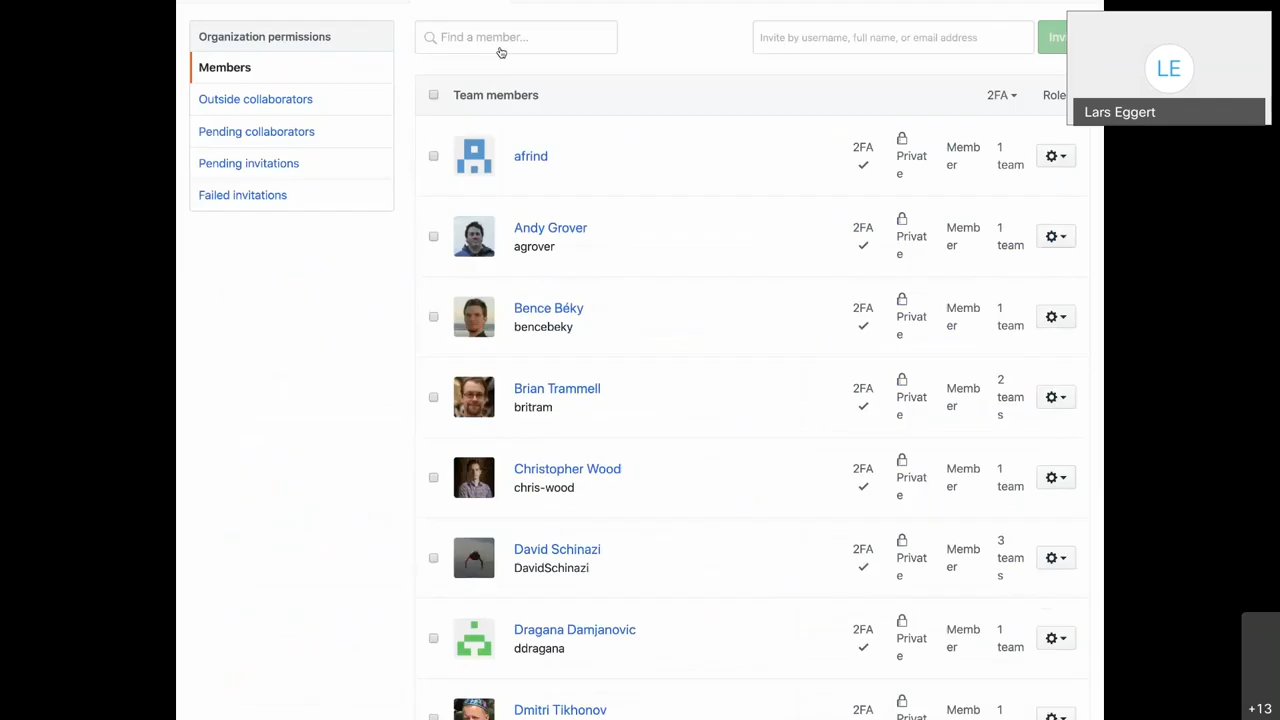 Organization permissions
Members
Outside collaborators
Pending collaborators
Pending invitations
Failed invitations
Find a member...
Invite by username, full name, or email address
Inv
LE
Lars Eggert
Team members
2FA
Role
afrind
2FA
Privat
e
Memb
er
1
team
Andy Grover
agrover
2FA
Privat
e
Memb
er
1
team
Bence Béky
bencebeky
2FA
Privat
e
Memb
er
1
team
Brian Trammell
britram
2FA
Privat
e
Memb
er
2
team
s
Christopher Wood
chris-wood
2FA
Privat
e
Memb
er
1
team
David Schinazi
DavidSchinazi
2FA
Privat
e
Memb
er
3
team
s
Dragana Damjanovic
ddragana
2FA
Privat
e
Memb
er
1
team
Dmitri Tikhonov
2FA
Privat
Memb
1
+13